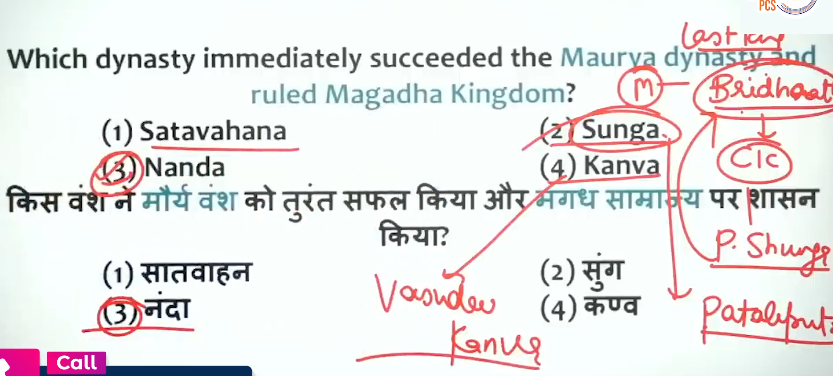 PCS
Last king
Which dynasty immediately succeeded the Maurya dynasty and
ruled Magadha Kingdom?
M
(1) Satavahana
(2) Sunga
(3) Nanda
(4) Kanva
CIC
किस वंश ने मौर्य वंश को तुरंत सफल किया और मगध साम्राज्य पर शासन
किया?
P. Shunga
(1) सातवाहन
(2) सुंग
(3) नंदा
(4) कण्व
Vasudev
Kanva
Call